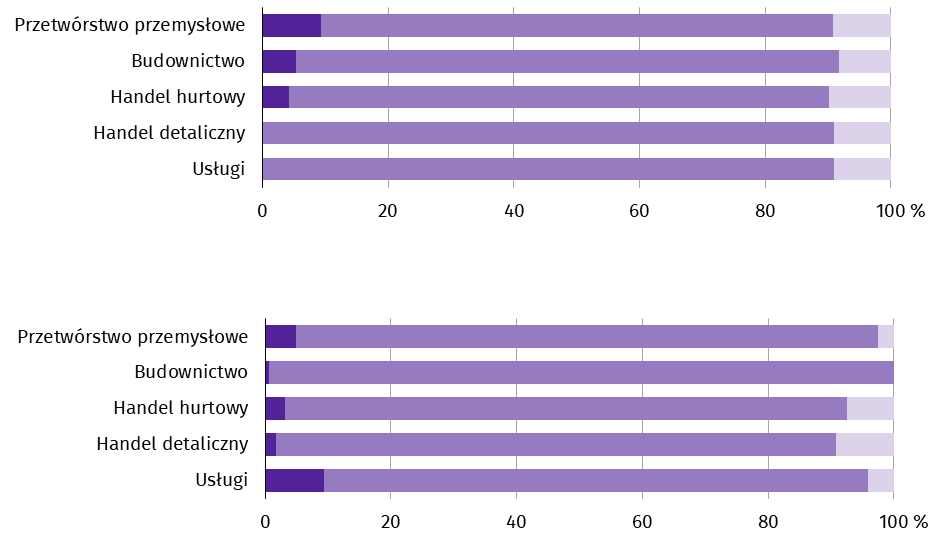 Przetwórstwo przemysłowe
Budownictwo
Handel hurtowy
Handel detaliczny
Usługi
0 20 40 60 80 100 %
Przetwórstwo przemysłowe
Budownictwo
Handel hurtowy
Handel detaliczny
Usługi
0 20 40 60 80 100 %